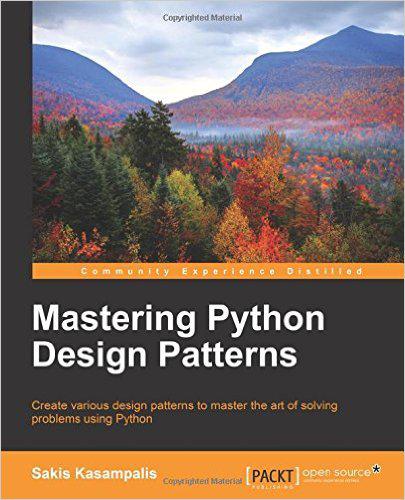 Copyrighted Material
Community Experience Distilled
Mastering Python
Design Patterns
Create various design patterns to master the art of solving
problems using Python
Sakis Kasampalis
[PACKT] open source*
PUBLISHING community experience distilled
Copyrighted Material